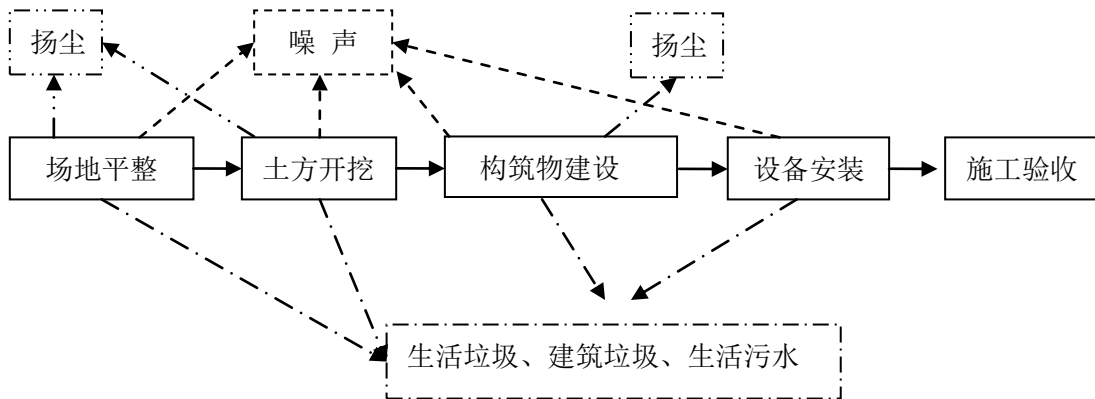 扬尘
噪 声
扬尘
场地平整
土方开挖
构筑物建设
设备安装
施工验收
生活垃圾、建筑垃圾、生活污水